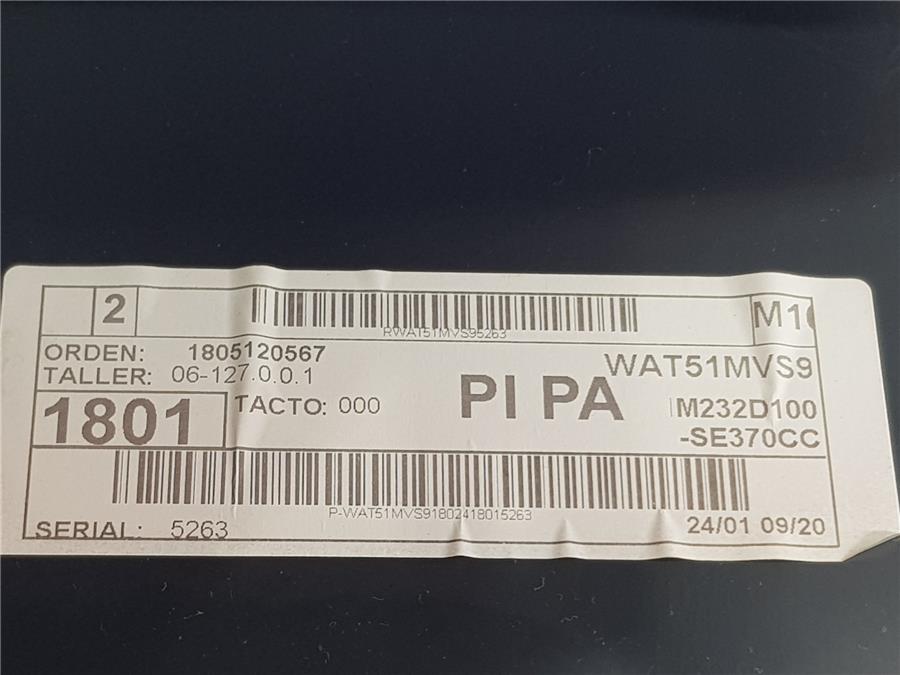 2
M10
RWAT51MVS95263
ORDEN: 1805120567
WAT51MVS9
TALLER: 06-127.0.0.1
1801
TACTO: 000
PI PA
M232D100
-SE370CC
P-WAT51MVS91802418015263
SERIAL: 5263
24/01 09/20